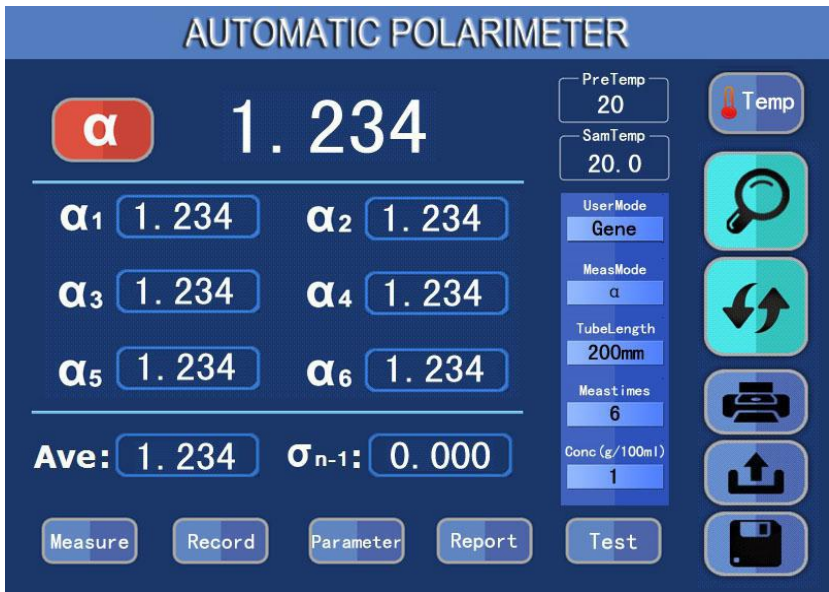 AUTOMATIC POLARIMETER
α 1. 234
PreTemp
20
SamTemp
20. 0
Temp
α1 1. 234 α2 1. 234
α3 1. 234 α4 1. 234
α5 1. 234 α6 1. 234
Ave: 1. 234 σn-1: 0. 000
UserMode
Gene
MeasMode
α
TubeLength
200mm
Meastimes
6
Conc(g/100ml)
1
Measure Record Parameter Report Test